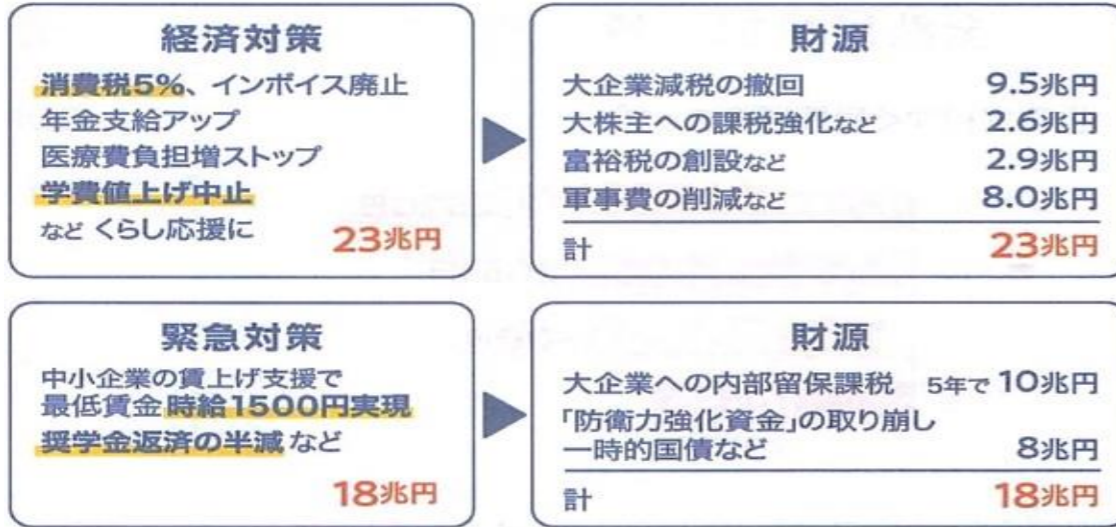 経済対策
消費税5%、インボイス廃止
年金支給アップ
医療費負担増ストップ
学費値上げ中止
など くらし応援に 23兆円
財源
大企業減税の撤回 9.5兆円
大株主への課税強化など 2.6兆円
富裕税の創設など 2.9兆円
軍事費の削減など 8.0兆円
計 23兆円
緊急対策
中小企業の賃上げ支援で
最低賃金時給1500円実現
奨学金返済の半減など
18兆円
財源
大企業への内部留保課税 5年で 10兆円
「防衛力強化資金」の取り崩し
一時的国債など 8兆円
計 18兆円